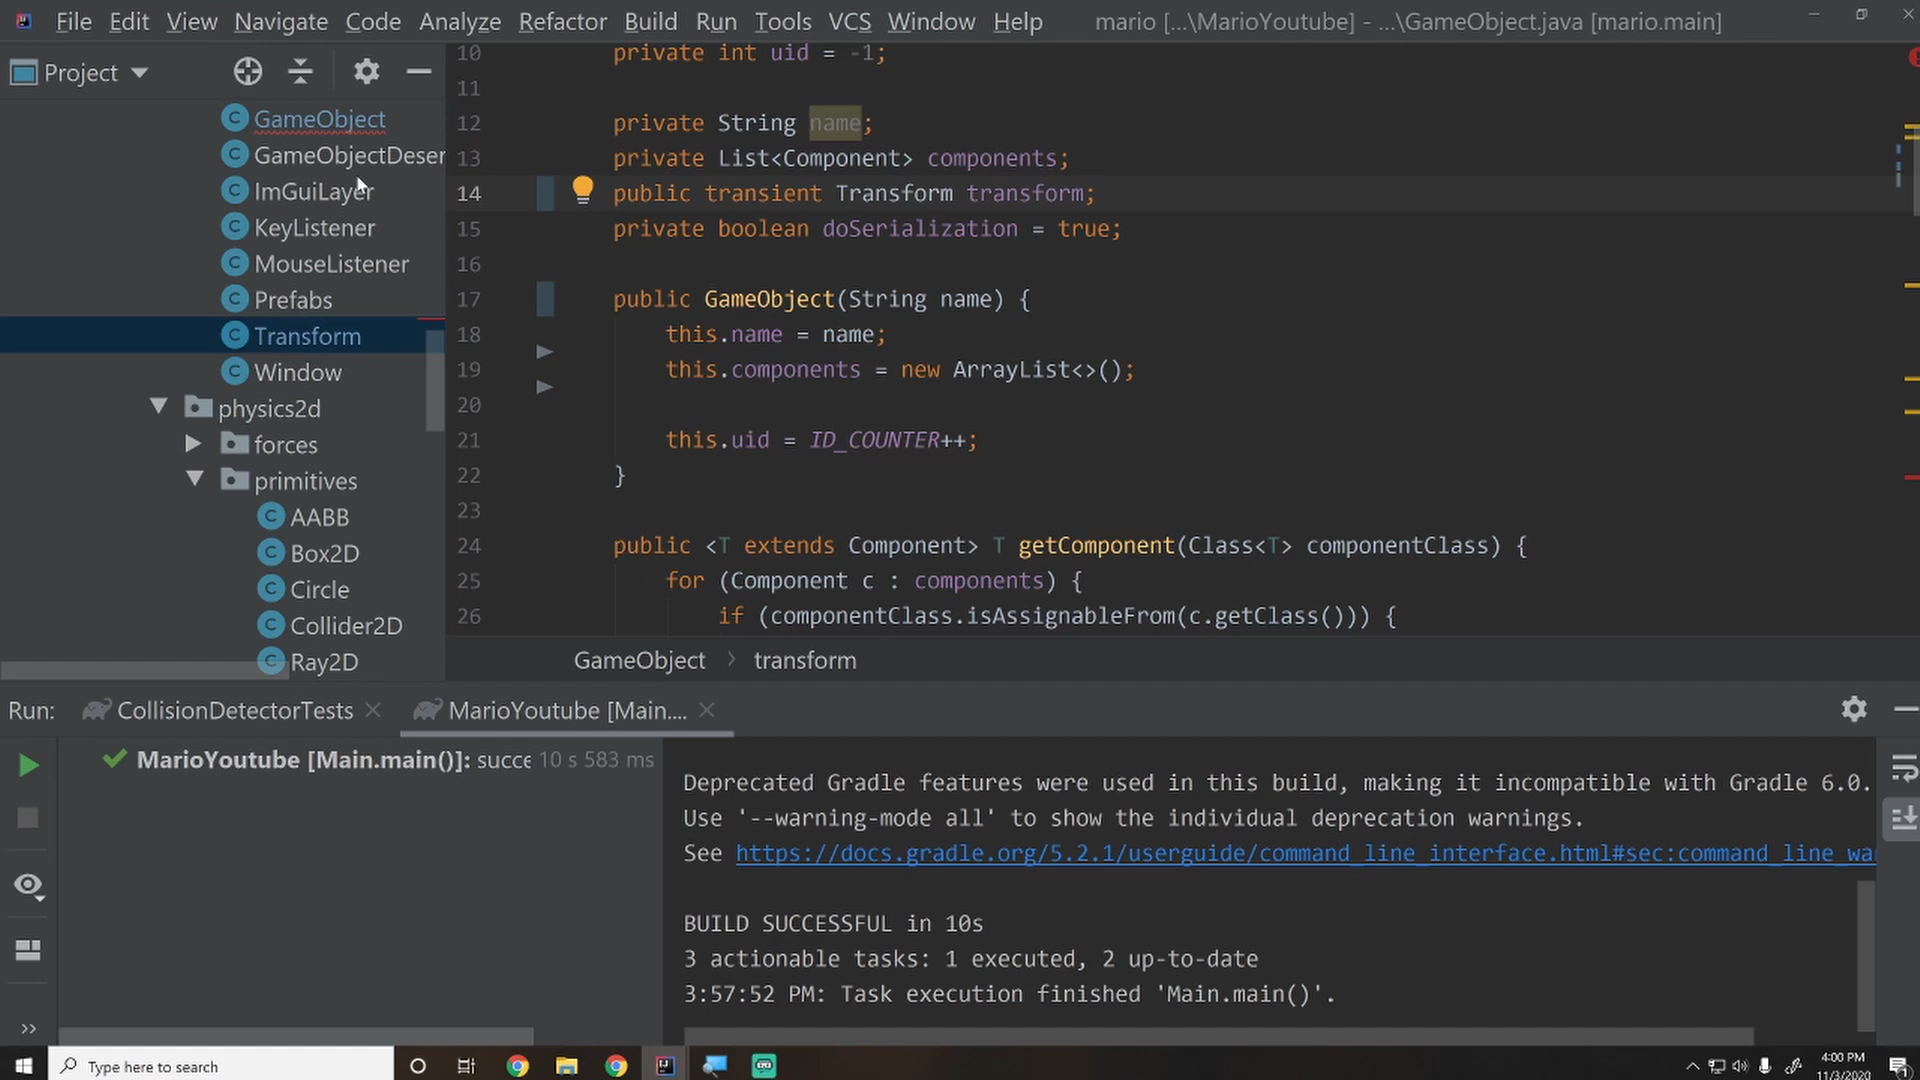 File Edit View Navigate Code Analyze Refactor Build Run Tools VCS Window Help mario [...\MarioYoutube] - ...\GameObject.java [mario.main]
Project
GameObject
GameObjectDeser
ImGuiLayer
KeyListener
MouseListener
Prefabs
Transform
Window
physics2d
forces
primitives
AABB
Box2D
Circle
Collider2D
Ray2D
10 private int uid = -1;
11
12 private String name;
13 private List<Component> components;
14 public transient Transform transform;
15 private boolean doSerialization = true;
16
17 public GameObject(String name) {
18 this.name = name;
19 this.components = new ArrayList<>();
20
21 this.uid = ID_COUNTER++;
22 }
23
24 public <T extends Component> T getComponent(Class<T> componentClass) {
25 for (Component c : components) {
26 if (componentClass.isAssignableFrom(c.getClass())) {
GameObject > transform
Run: CollisionDetectorTests MarioYoutube [Main....
MarioYoutube [Main.main()]: succe 10 s 583 ms
Deprecated Gradle features were used in this build, making it incompatible with Gradle 6.0.
Use '--warning-mode all' to show the individual deprecation warnings.
See https://docs.gradle.org/5.2.1/userguide/command_line_interface.html#sec:command_line_wa
BUILD SUCCESSFUL in 10s
3 actionable tasks: 1 executed, 2 up-to-date
3:57:52 PM: Task execution finished 'Main.main()'.
Type here to search
4:00 PM
11/3/2020